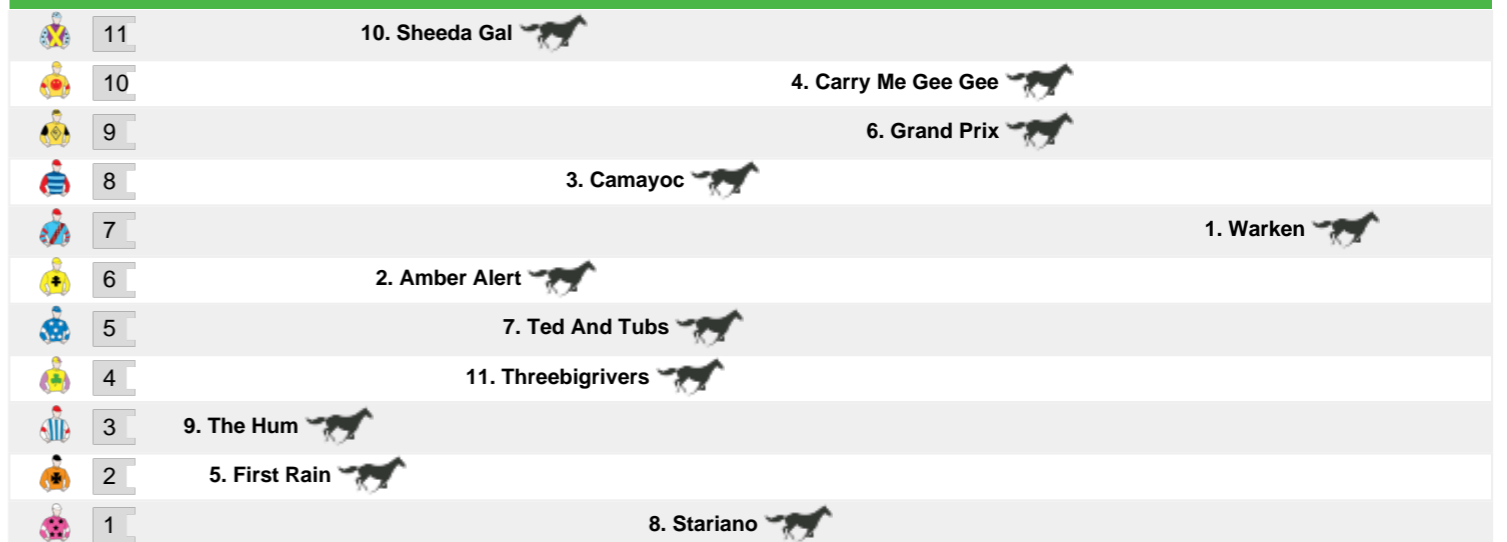 11 10. Sheeda Gal
10 4. Carry Me Gee Gee
9 6. Grand Prix
8 3. Camayoc
7 1. Warken
6 2. Amber Alert
5 7. Ted And Tubs
4 11. Threebigrivers
3 9. The Hum
2 5. First Rain
1 8. Stariano